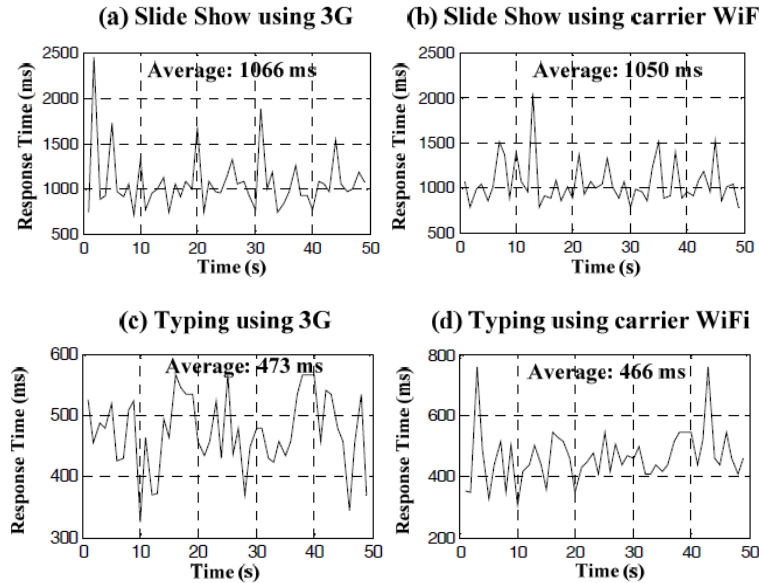 (a) Slide Show using 3G
(b) Slide Show using carrier WiF
2500
2000
1500
1000
500
Response Time (ms)
Average: 1066 ms
0
10
20
30
40
50
Time (s)
2500
2000
1500
1000
500
Response Time (ms)
Average: 1050 ms
0
10
20
30
40
50
Time (s)
(c) Typing using 3G
(d) Typing using carrier WiFi
600
500
400
300
Response Time (ms)
Average: 473 ms
0
10
20
30
40
50
Time (s)
800
600
400
200
Response Time (ms)
Average: 466 ms
0
10
20
30
40
50
Time (s)